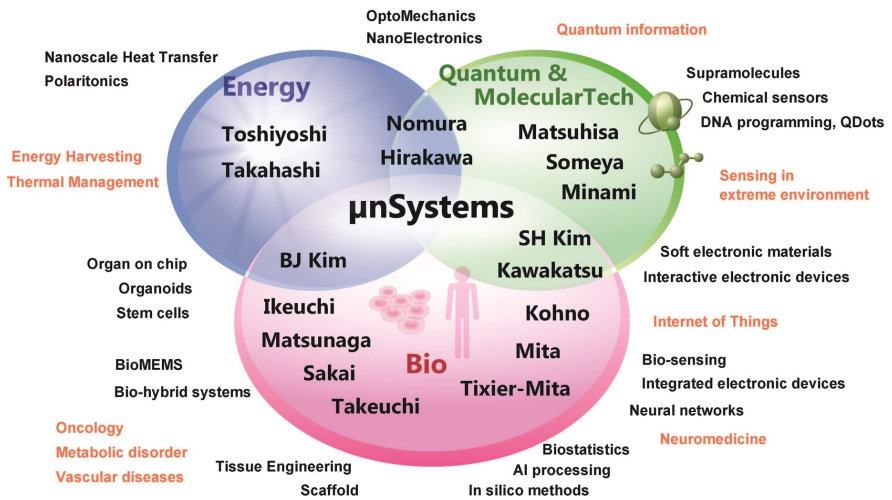 OptoMechanics
NanoElectronics
Quantum information
Nanoscale Heat Transfer
Polaritonics
Energy
Quantum &
MolecularTech
Supramolecules
Chemical sensors
DNA programming, QDots
Toshiyoshi
Takahashi
Nomura
Hirakawa
Matsuhisa
Someya
Minami
Energy Harvesting
Thermal Management
Sensing in
extreme environment
µnSystems
SH Kim
Kawakatsu
BJ Kim
Organ on chip
Organoids
Stem cells
Soft electronic materials
Interactive electronic devices
Ikeuchi
Matsunaga
Sakai
Takeuchi
Bio
Kohno
Mita
Tixier-Mita
Internet of Things
BioMEMS
Bio-hybrid systems
Bio-sensing
Integrated electronic devices
Neural networks
Oncology
Metabolic disorder
Vascular diseases
Neuromedicine
Tissue Engineering
Scaffold
Biostatistics
AI processing
In silico methods